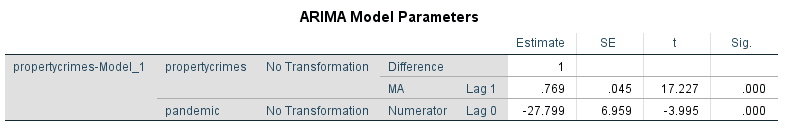 ARIMA Model Parameters
Estimate SE t Sig.
propertycrimes-Model_1 propertycrimes No Transformation Difference 1
MA Lag 1 .769 .045 17.227 .000
pandemic No Transformation Numerator Lag 0 -27.799 6.959 -3.995 .000